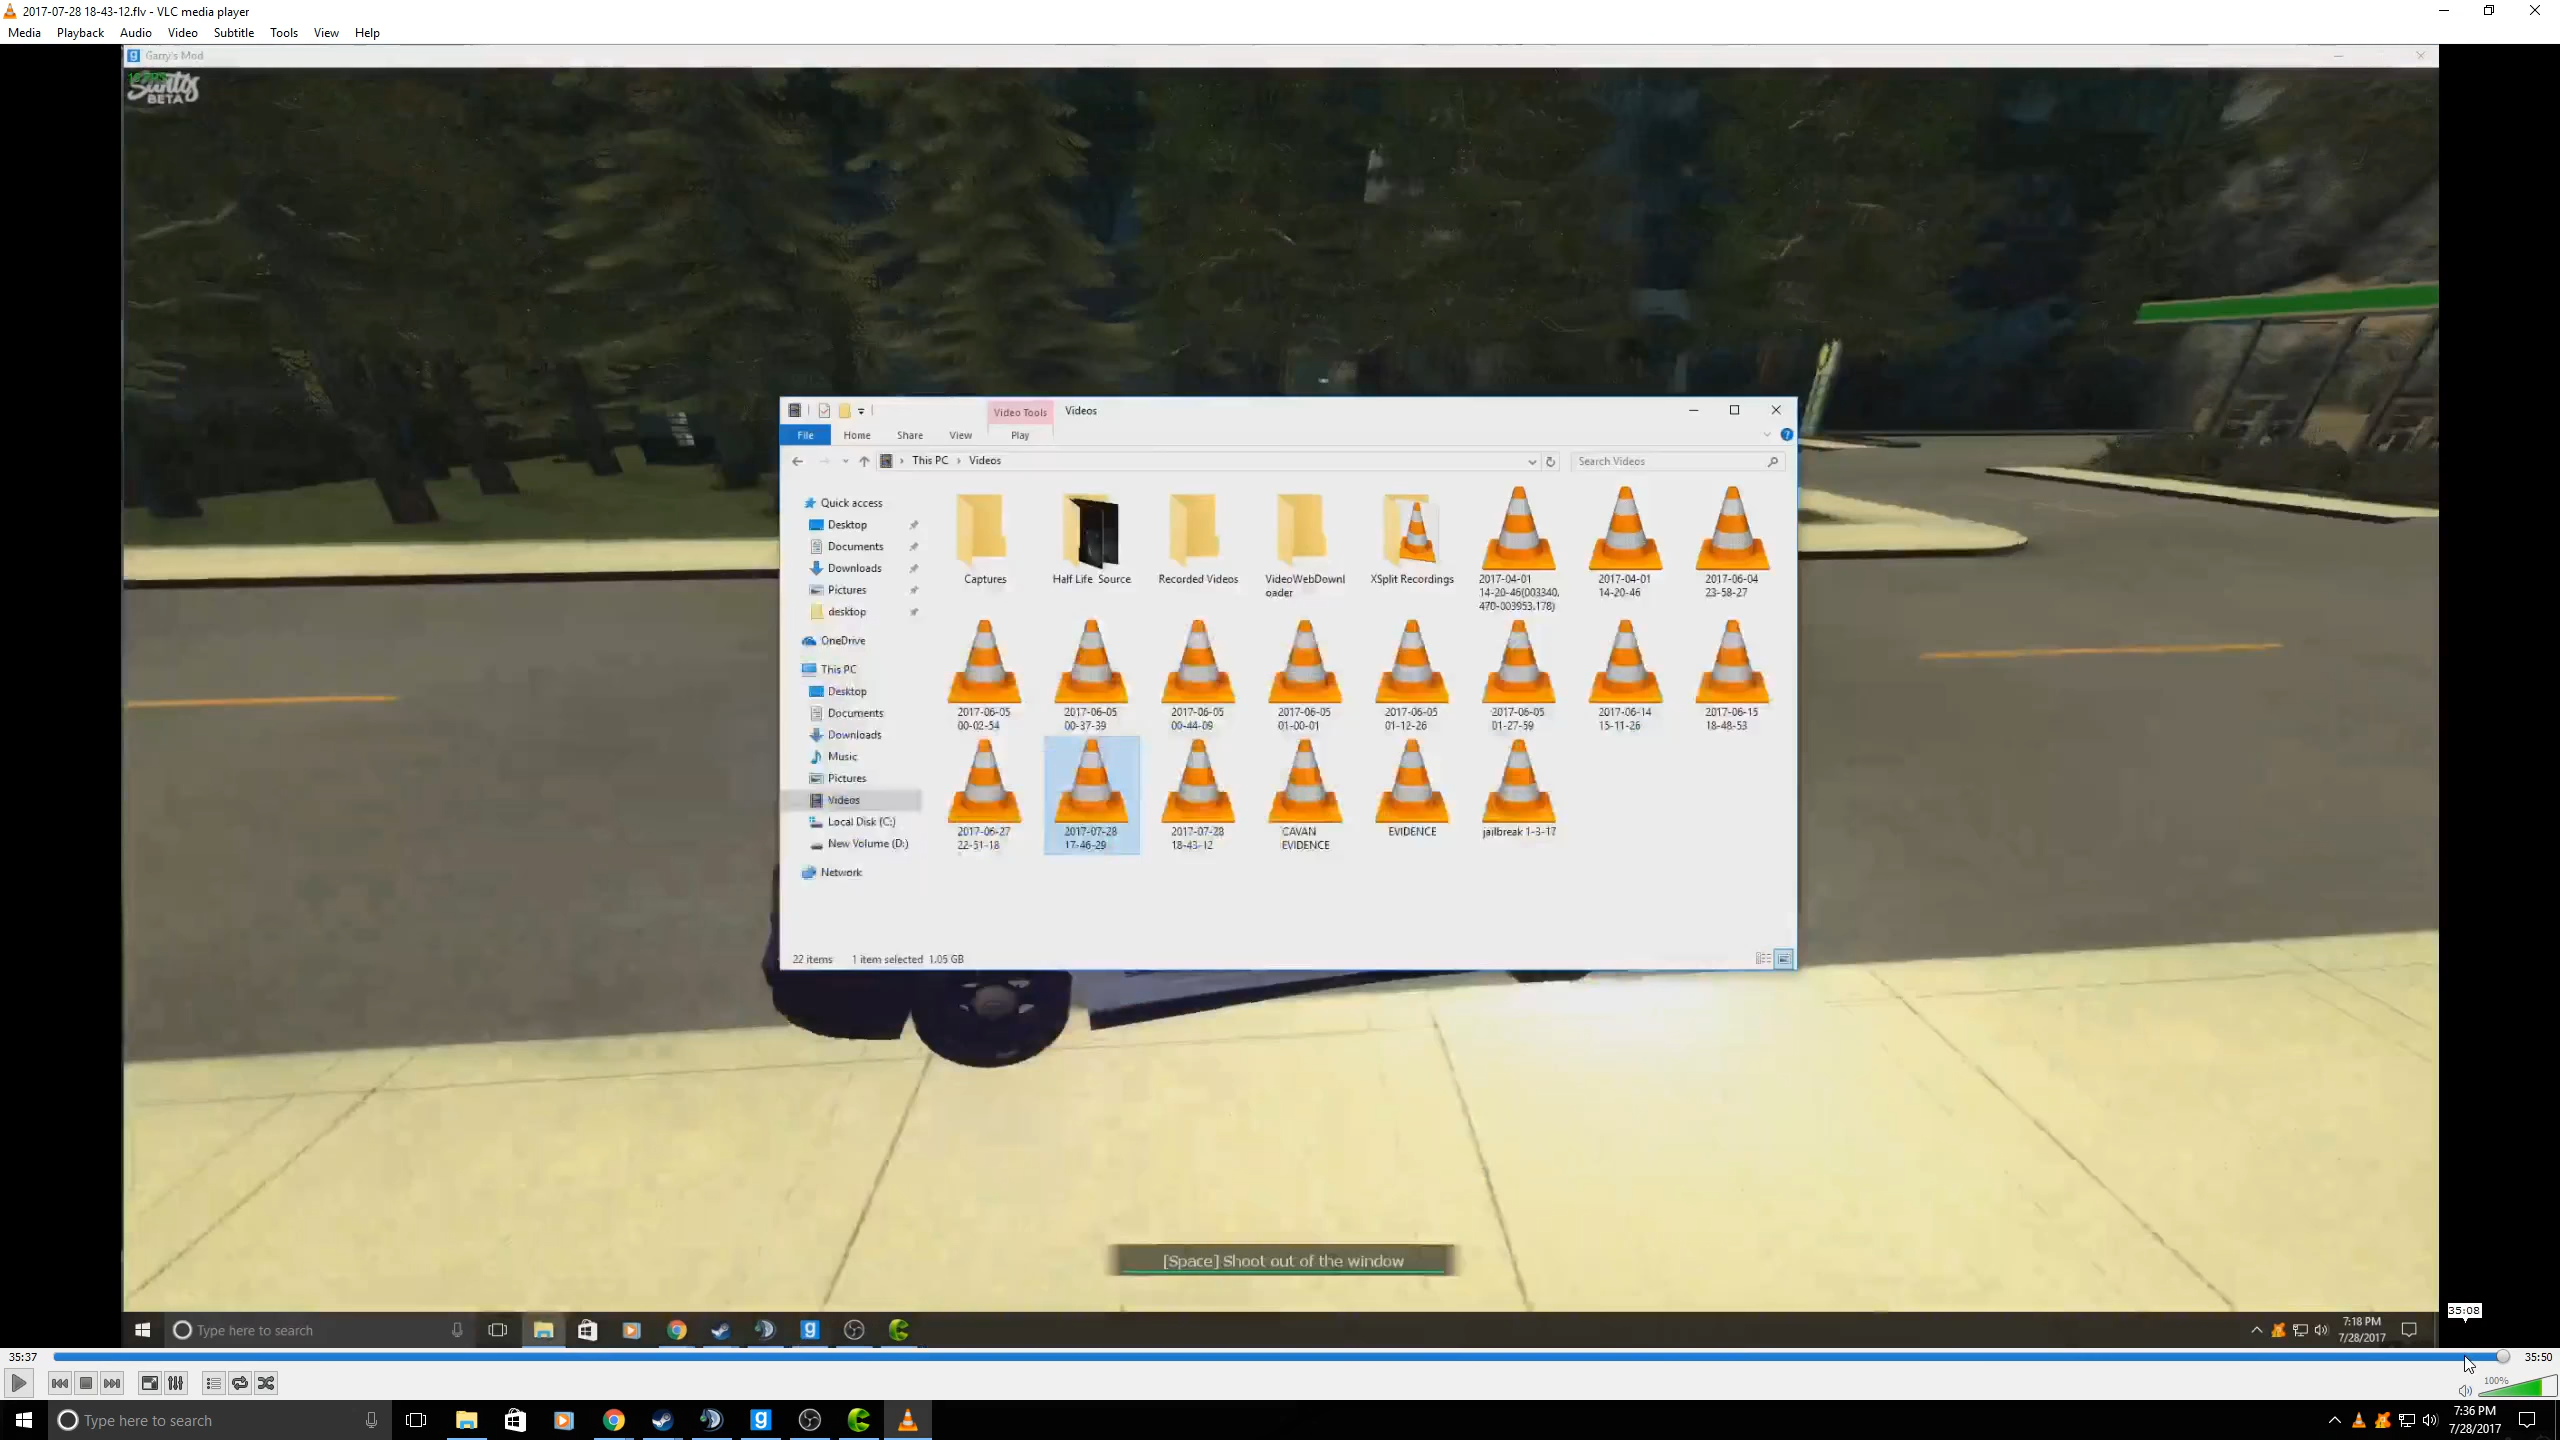 2017-07-28 18-43-12.flv - VLC media player
Media Playback Audio Video Subtitle Tools View Help
Garry's Mod
Santos
BETA
Video Tools Videos
File Home Share View Play
This PC › Videos
Search Videos
Quick access
Desktop
Documents
Downloads
Pictures
desktop
OneDrive
This PC
Desktop
Documents
Downloads
Music
Pictures
Videos
Local Disk (C:)
New Volume (D:)
Network
Captures
Half Life Source
Recorded Videos
VideoWebDownl
oader
XSplit Recordings
2017-04-01
14-20-46(003340,
470-003953,178)
2017-04-01
14-20-46
2017-06-04
23-58-27
2017-06-05
00-02-54
2017-06-05
00-37-39
2017-06-05
00-44-09
2017-06-05
01-00-01
2017-06-05
01-12-26
2017-06-05
01-27-59
2017-06-14
15-11-26
2017-06-15
18-48-53
2017-06-27
22-51-18
2017-07-28
17-46-29
2017-07-28
18-43-12
CAVAN
EVIDENCE
EVIDENCE
jailbreak 1-3-17
22 items 1 item selected 1.05 GB
[Space] Shoot out of the window
Type here to search
7:18 PM
7/28/2017
35:08
35:37
35:50
100%
Type here to search
7:36 PM
7/28/2017